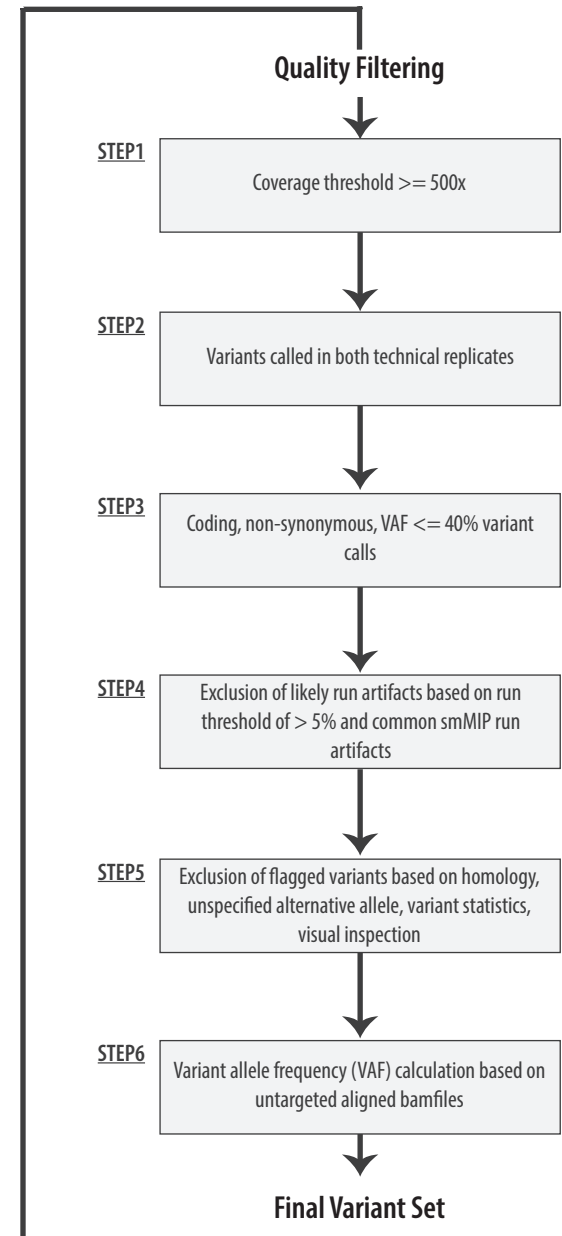 Quality Filtering
STEP1
Coverage threshold >= 500x
STEP2
Variants called in both technical replicates
STEP3
Coding, non-synonymous, VAF <= 40% variant
calls
STEP4
Exclusion of likely run artifacts based on run
threshold of > 5% and common smMIP run
artifacts
STEP5
Exclusion of flagged variants based on homology,
unspecified alternative allele, variant statistics,
visual inspection
STEP6
Variant allele frequency (VAF) calculation based on
untargeted aligned bamfiles
Final Variant Set